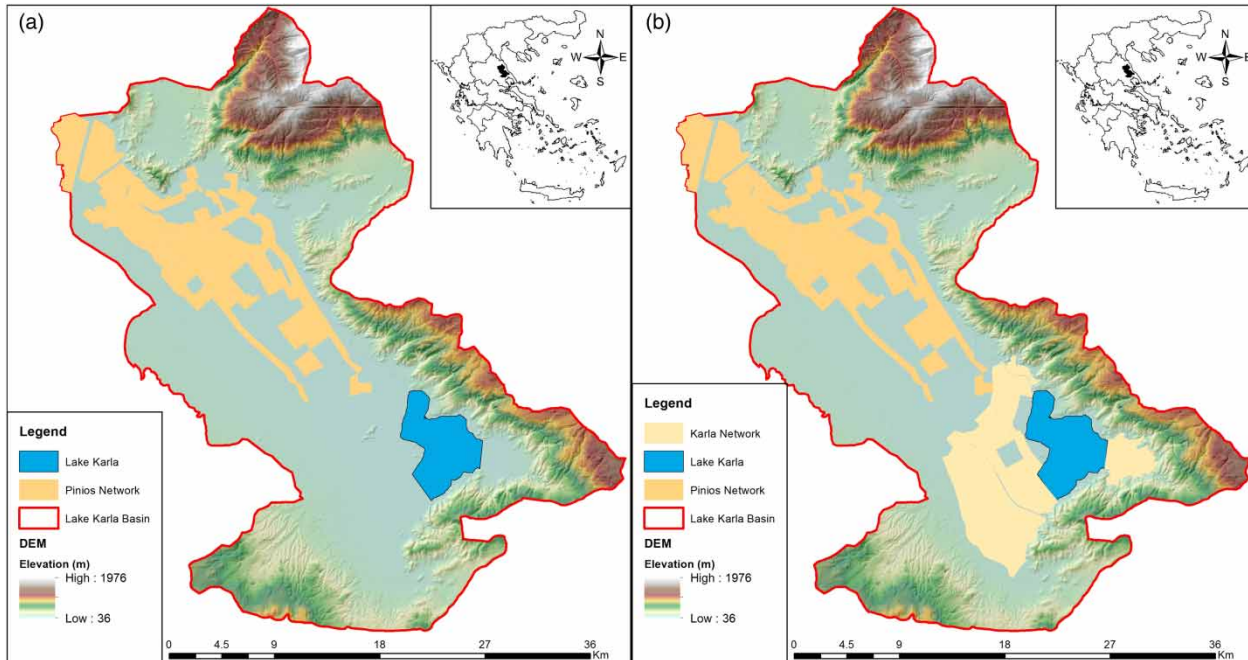 (a)
N
W E
S
Legend
Lake Karla
Pinios Network
Lake Karla Basin
DEM
Elevation (m)
High : 1976
Low : 36
0 4.5 9 18 27 36
Km
(b)
N
W E
S
Legend
Karla Network
Lake Karla
Pinios Network
Lake Karla Basin
DEM
Elevation (m)
High : 1976
Low : 36
0 4.5 9 18 27 36
Km